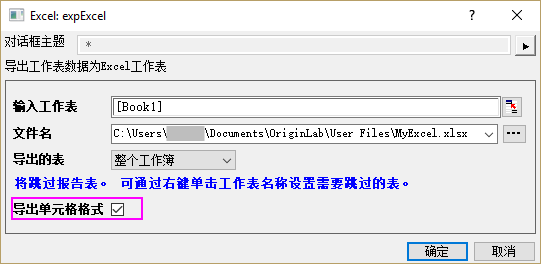 Excel: expExcel
对话框主题 *
导出工作表数据为Excel工作表
输入工作表 [Book1]
文件名 C:\Users\ \Documents\OriginLab\User Files\MyExcel.xlsx
导出的表 整个工作簿
将跳过报告表。 可通过右键单击工作表名称设置需要跳过的表。
导出单元格格式
确定 取消